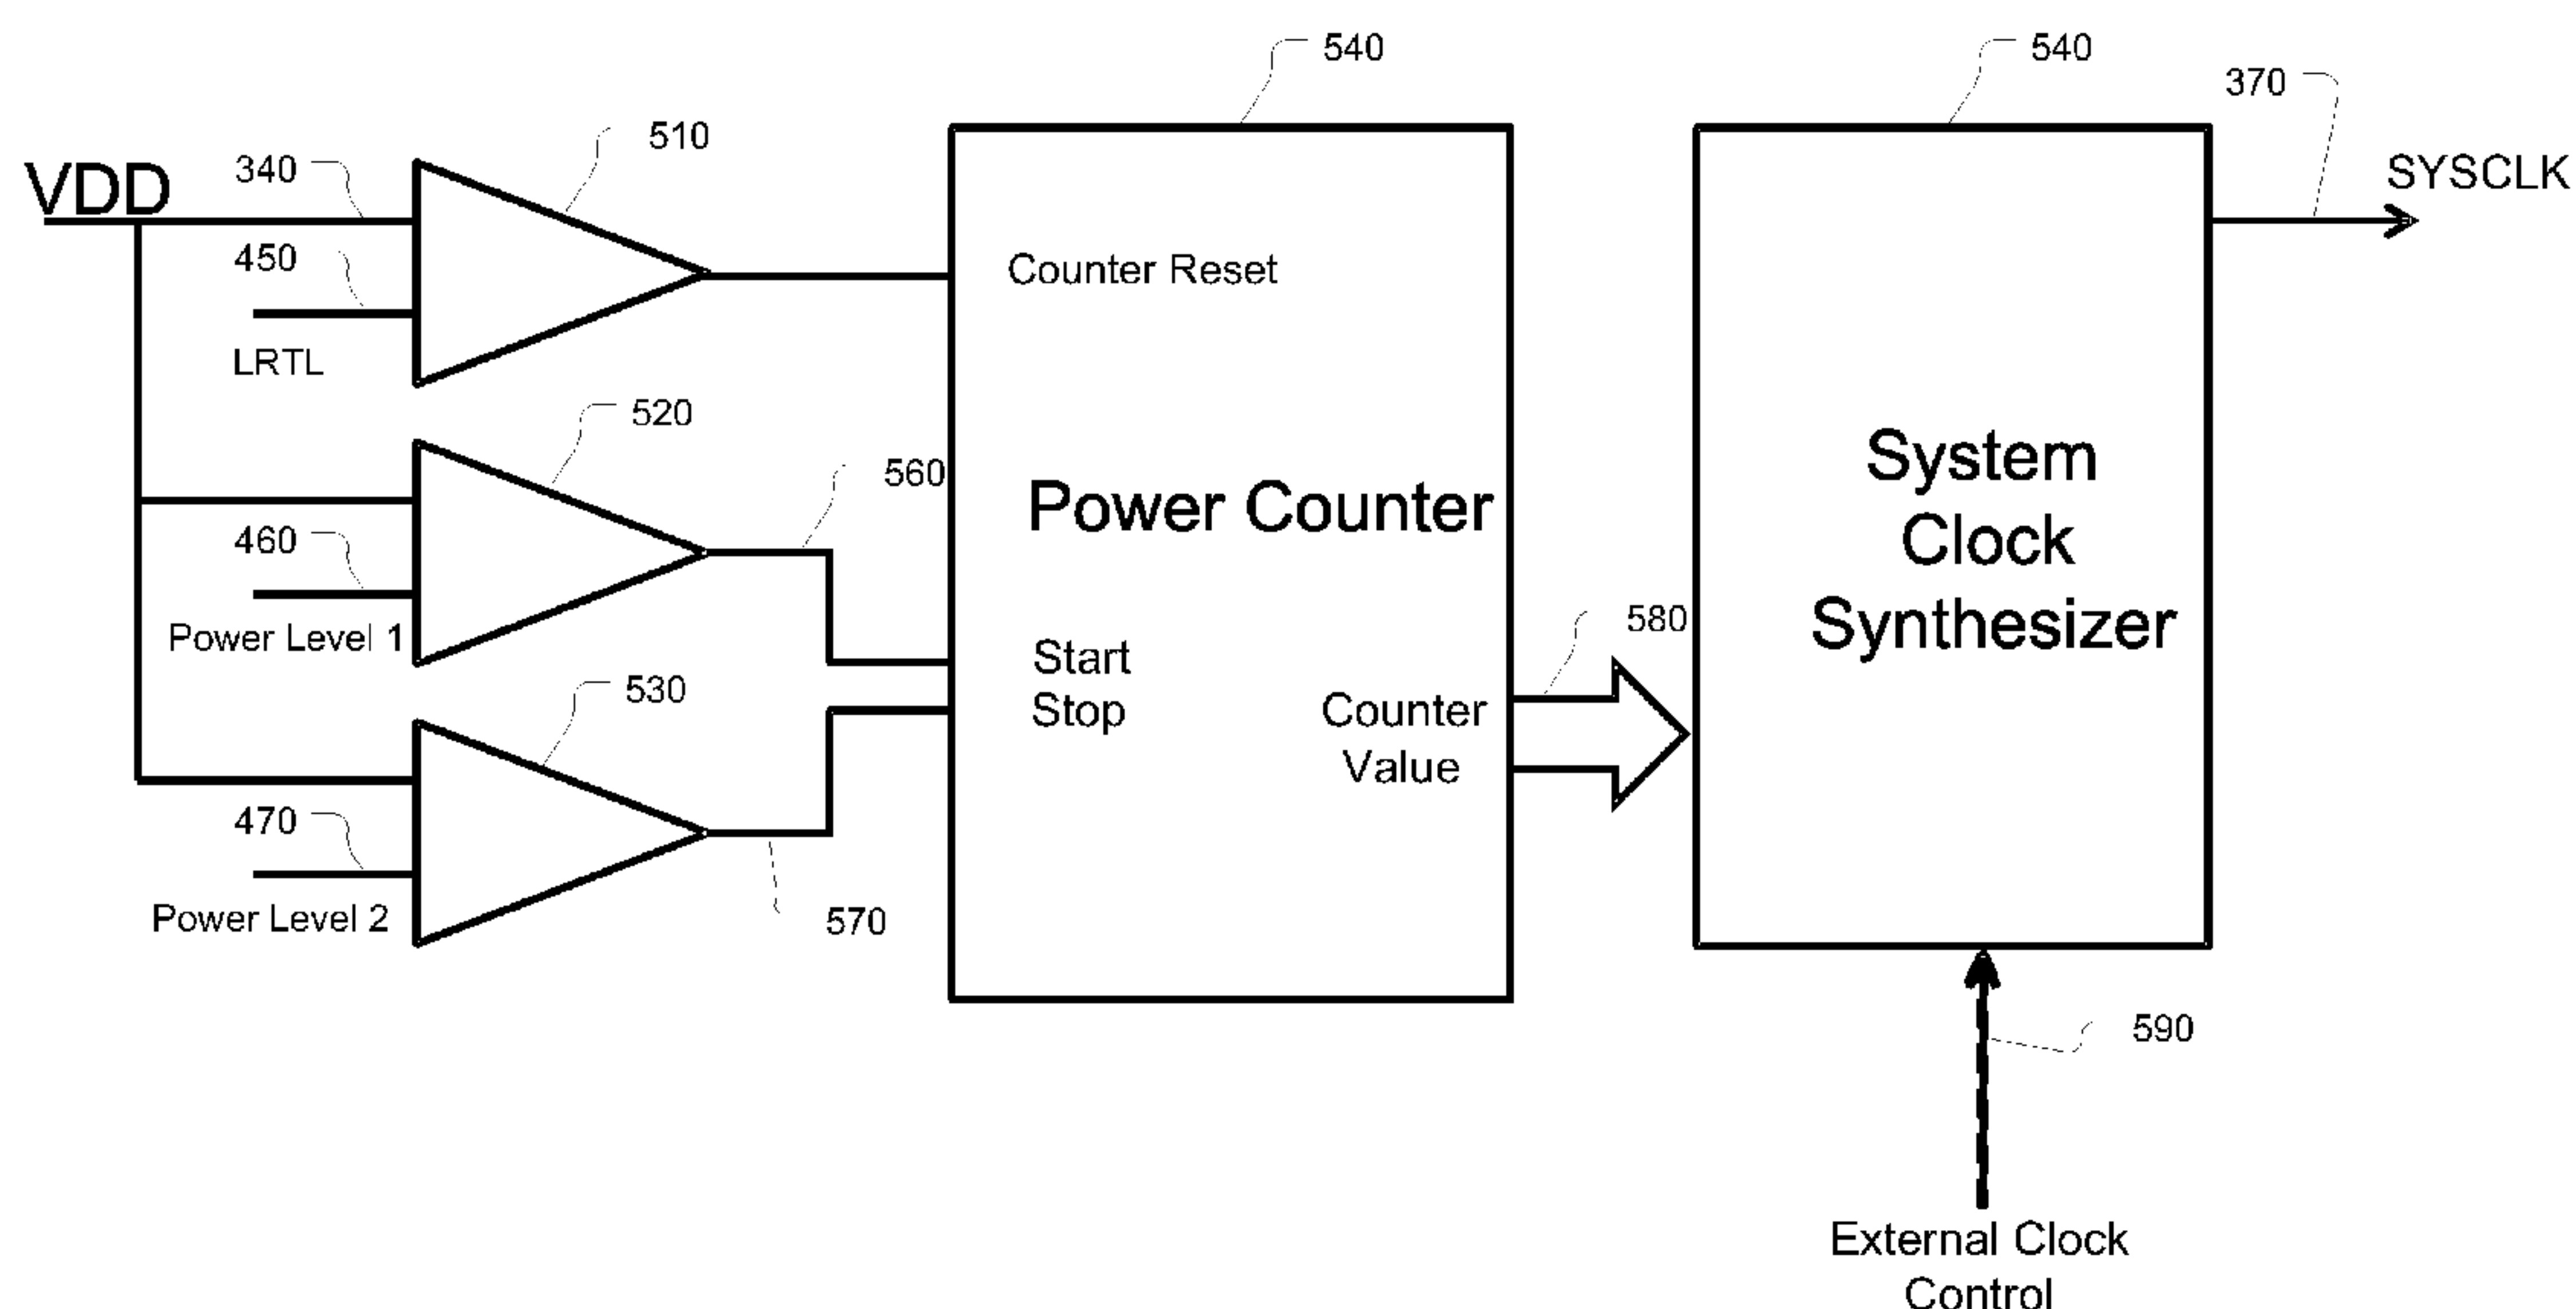 540
540
370
510
VDD
340
SYSCLK
450
Counter Reset
LRTL
520
System
Clock
Synthesizer
560
Power Counter
460
Power Level 1
580
Start
Stop
530
Counter
Value
470
Power Level 2
570
590
External Clock
Control